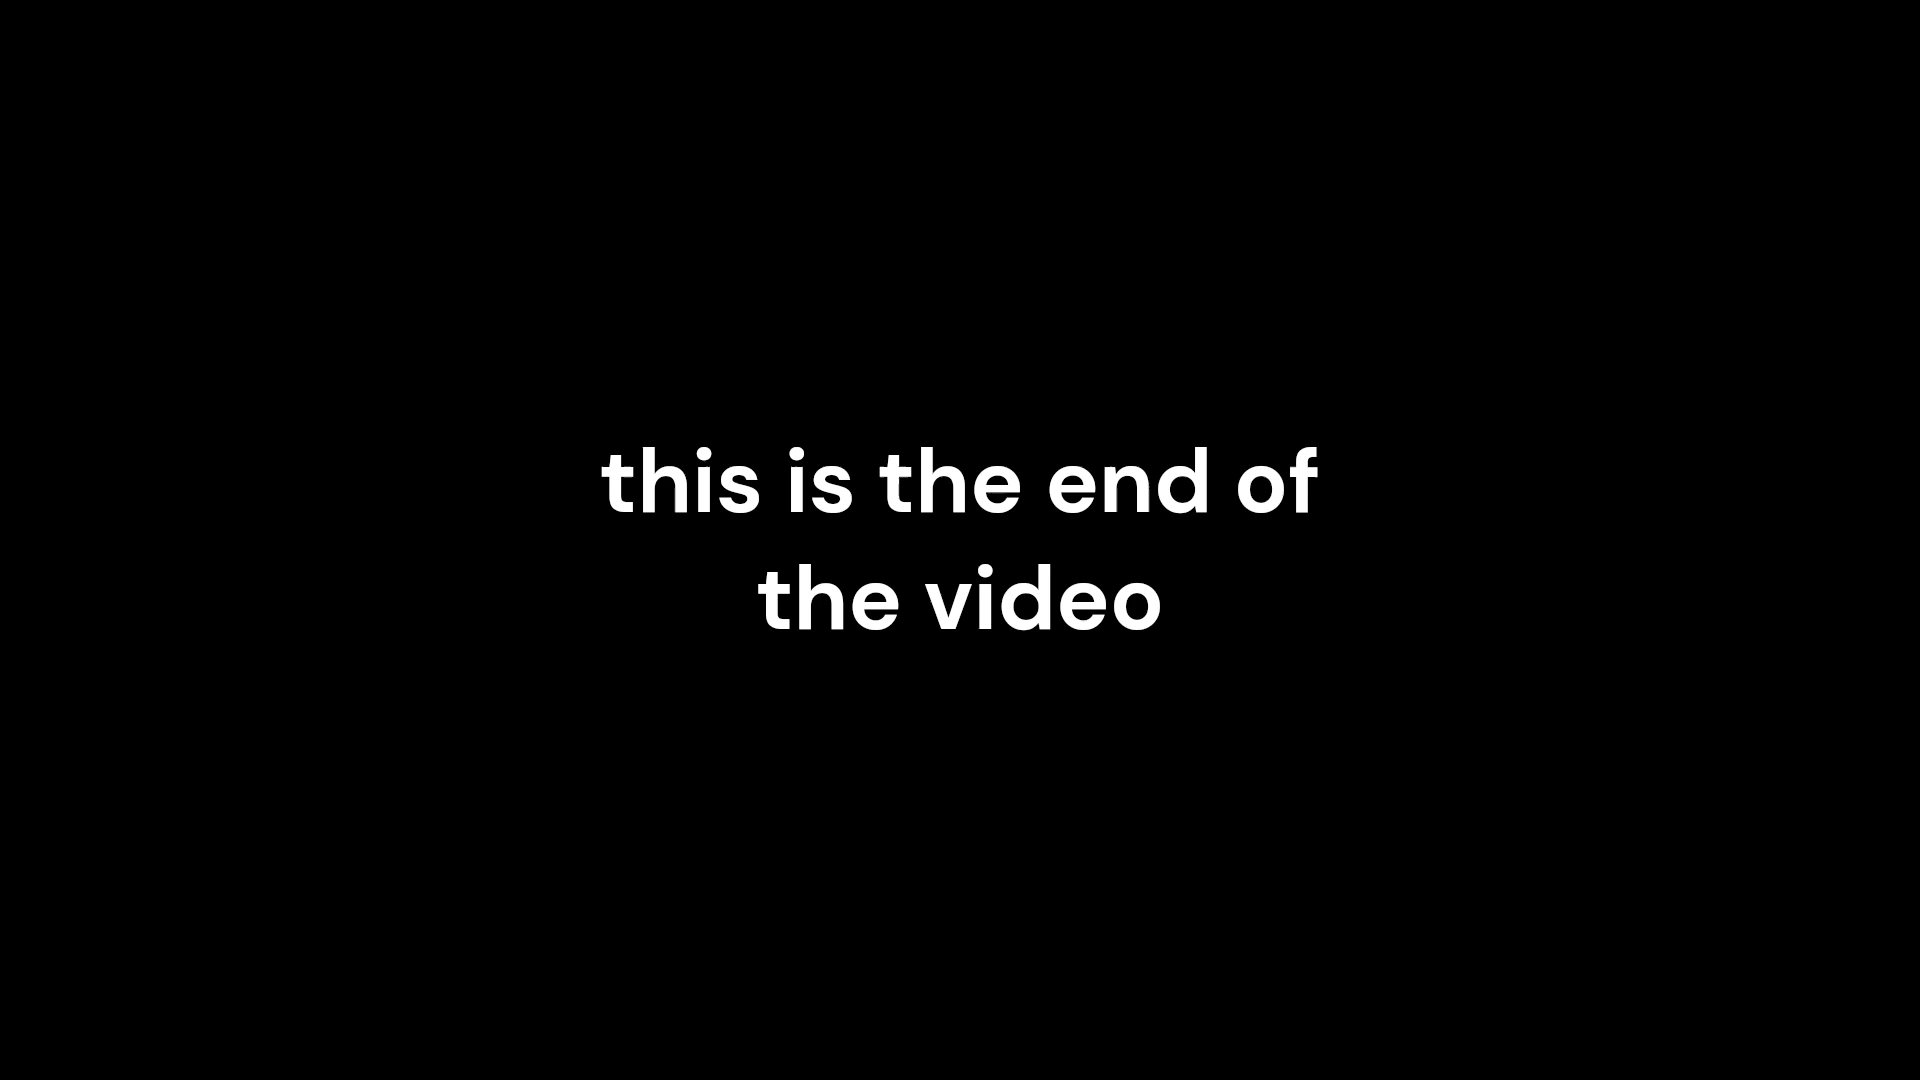 this is the end of
the video